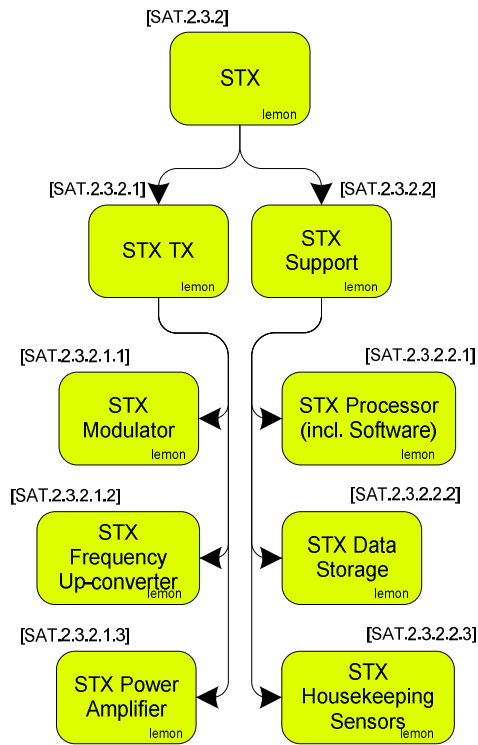 [SAT.2.3.2]
STX
lemon
[SAT.2.3.2.1]
[SAT.2.3.2.2]
STX TX
lemon
STX
Support
lemon
[SAT.2.3.2.1.1]
[SAT.2.3.2.2.1]
STX
Modulator
lemon
STX Processor
(incl. Software)
lemon
[SAT.2.3.2.1.2]
[SAT.2.3.2.2.2]
STX
Frequency
Up-converter
lemon
STX Data
Storage
lemon
[SAT.2.3.2.1.3]
[SAT.2.3.2.2.3]
STX Power
Amplifier
lemon
STX
Housekeeping
Sensors
lemon